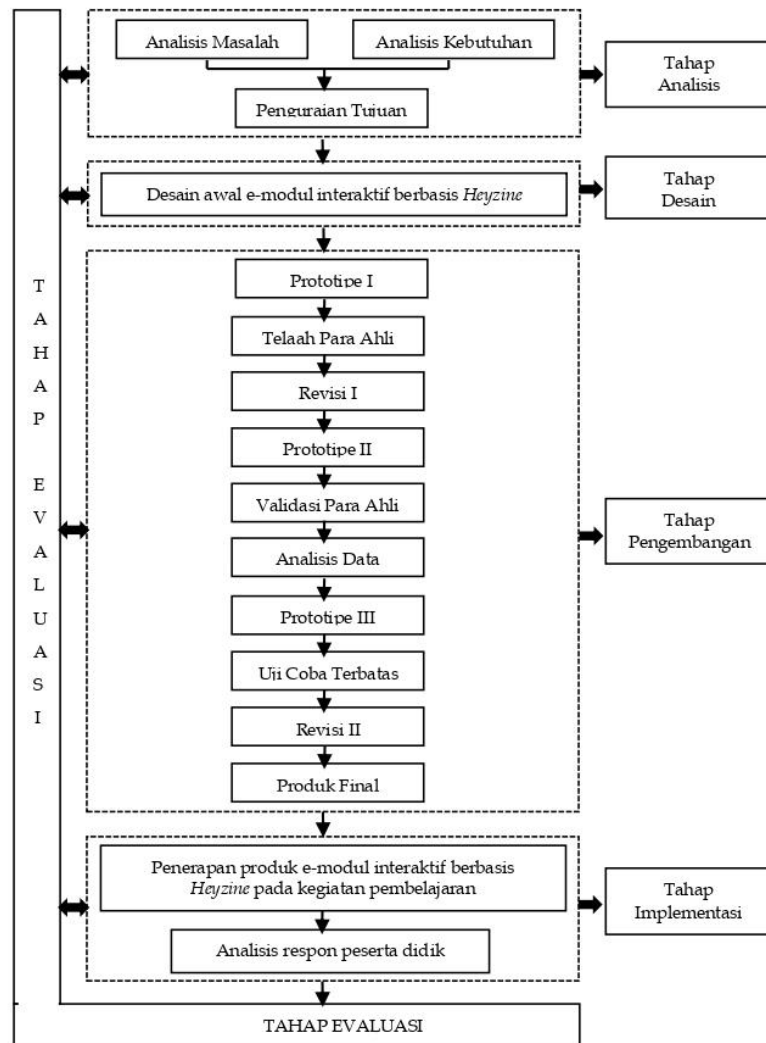 Analisis Masalah
Analisis Kebutuhan
Penguraian Tujuan
Tahap
Analisis
Desain awal e-modul interaktif berbasis Heyzine
Tahap
Desain
TAHAP EVALUASI
Prototipe I
Telaah Para Ahli
Revisi I
Prototipe II
Validasi Para Ahli
Analisis Data
Prototipe III
Uji Coba Terbatas
Revisi II
Produk Final
Tahap
Pengembangan
Penerapan produk e-modul interaktif berbasis
Heyzine pada kegiatan pembelajaran
Analisis respon peserta didik
Tahap
Implementasi
TAHAP EVALUASI